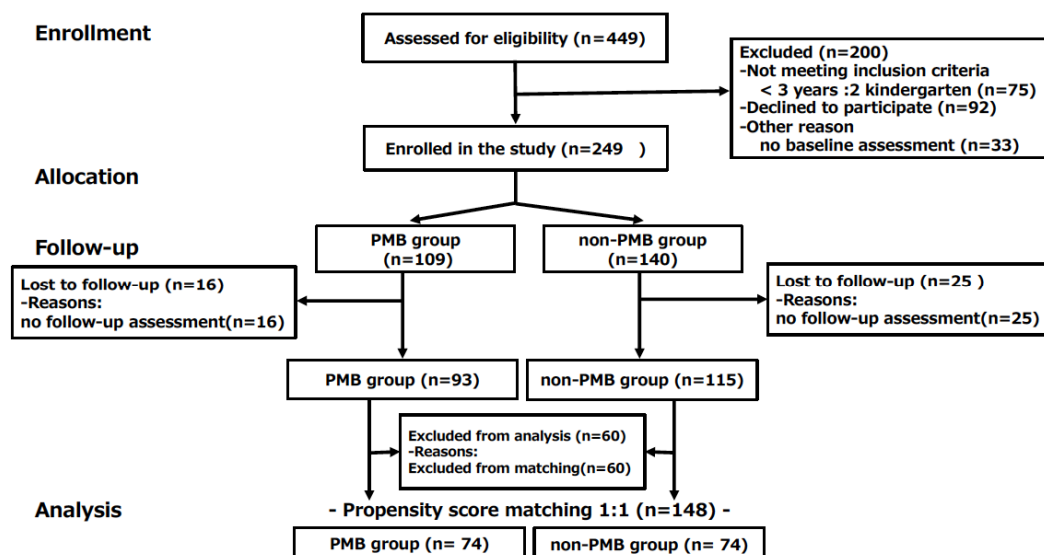 Enrollment
Assessed for eligibility (n=449)
Excluded (n=200)
-Not meeting inclusion criteria
< 3 years :2 kindergarten (n=75)
-Declined to participate (n=92)
-Other reason
no baseline assessment (n=33)
Enrolled in the study (n=249 )
Allocation
Follow-up
PMB group
(n=109)
non-PMB group
(n=140)
Lost to follow-up (n=16)
-Reasons:
no follow-up assessment(n=16)
Lost to follow-up (n=25 )
-Reasons:
no follow-up assessment(n=25)
PMB group (n=93)
non-PMB group (n=115)
Excluded from analysis (n=60)
-Reasons:
Excluded from matching(n=60)
Analysis
- Propensity score matching 1:1 (n=148) -
PMB group (n= 74)
non-PMB group (n= 74)